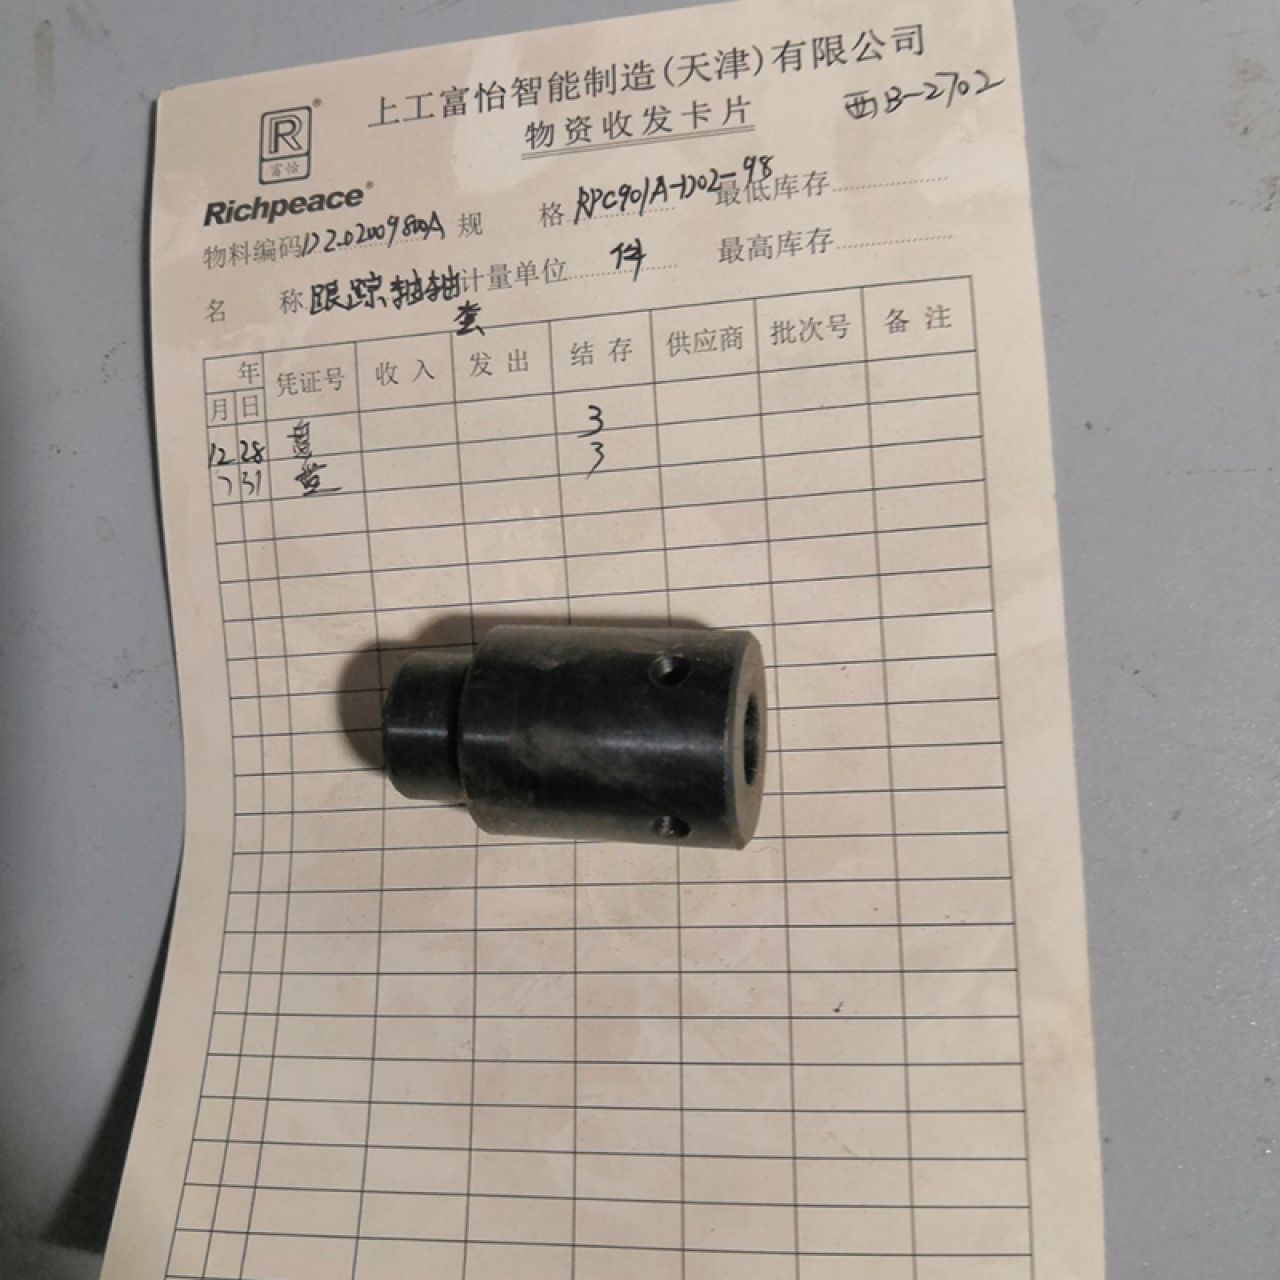 上工富怡智能制造(天津)有限公司
物资收发卡片
西B-2702
R
®
富怡
Richpeace®
物料编码 规 格 RPC901A-D02-98 最低库存
名 称 跟踪轴轴套 计量单位 件 最高库存
年 凭证号 收入 发出 结存 供应商 批次号 备注
月 日
12 28 盘 3
7 31 盘 3